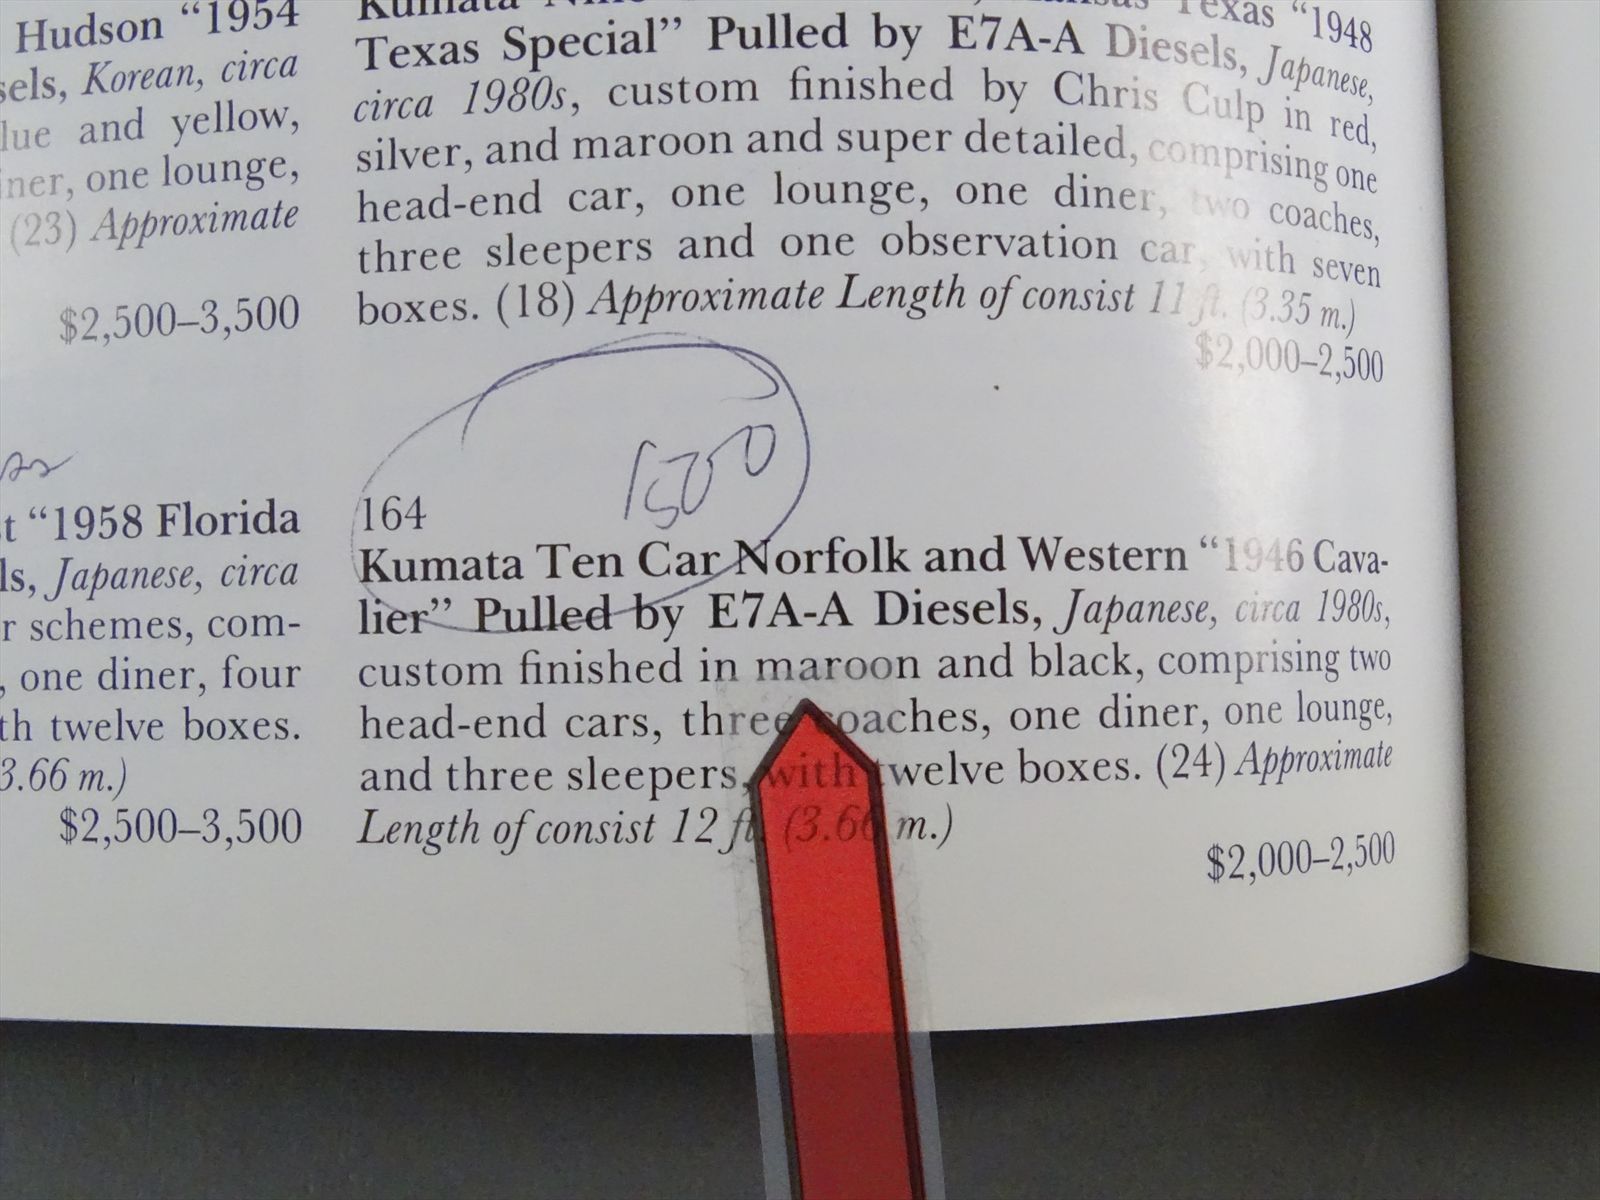 Hudson “1954
Korean, circa
and yellow,
one lounge,
(23) Approximate
$2,500–3,500
“1958 Florida
Japanese, circa
schemes, com-
, one diner, four
twelve boxes.
3.66 m.)
$2,500–3,500
Kumata Texas “1948
Texas Special” Pulled by E7A-A Diesels, Japanese,
circa 1980s, custom finished by Chris Culp in red,
silver, and maroon and super detailed, comprising one
head-end car, one lounge, one diner, two coaches,
three sleepers and one observation car, with seven
boxes. (18) Approximate Length of consist 11 ft. (3.35 m.)
$2,000–2,500
1500
164
Kumata Ten Car Norfolk and Western “1946 Cava-
lier” Pulled by E7A-A Diesels, Japanese, circa 1980s,
custom finished in maroon and black, comprising two
head-end cars, three coaches, one diner, one lounge,
and three sleepers, with twelve boxes. (24) Approximate
Length of consist 12 ft. (3.66 m.)
$2,000–2,500